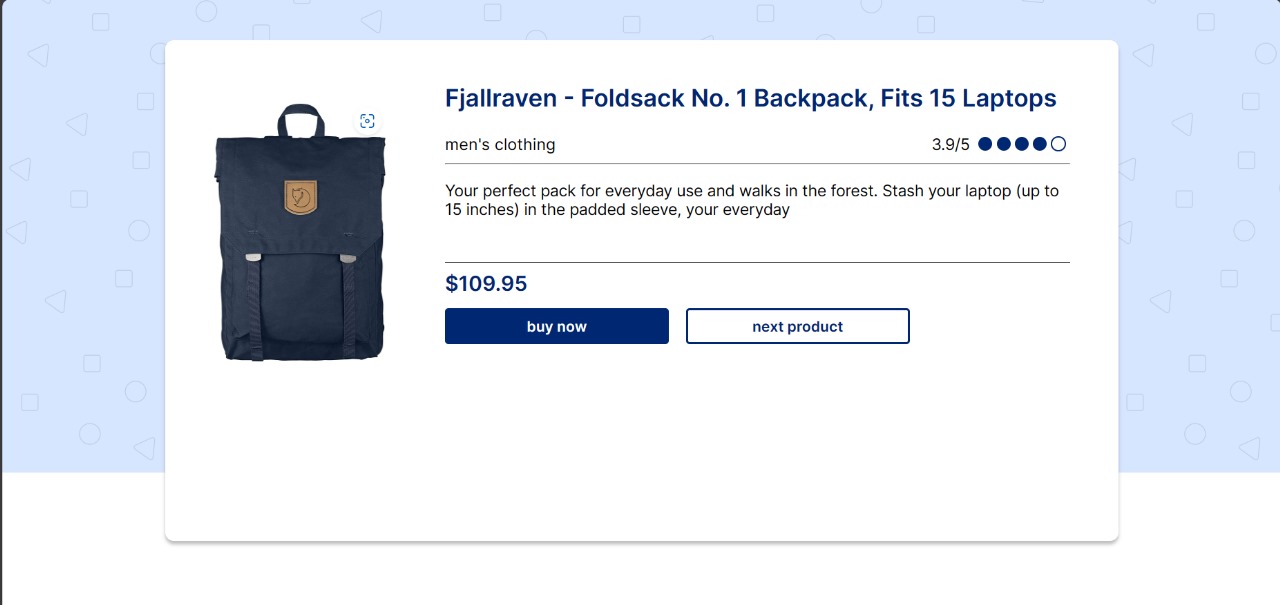 Fjallraven - Foldsack No. 1 Backpack, Fits 15 Laptops
men's clothing 3.9/5
Your perfect pack for everyday use and walks in the forest. Stash your laptop (up to
15 inches) in the padded sleeve, your everyday
$109.95
buy now next product